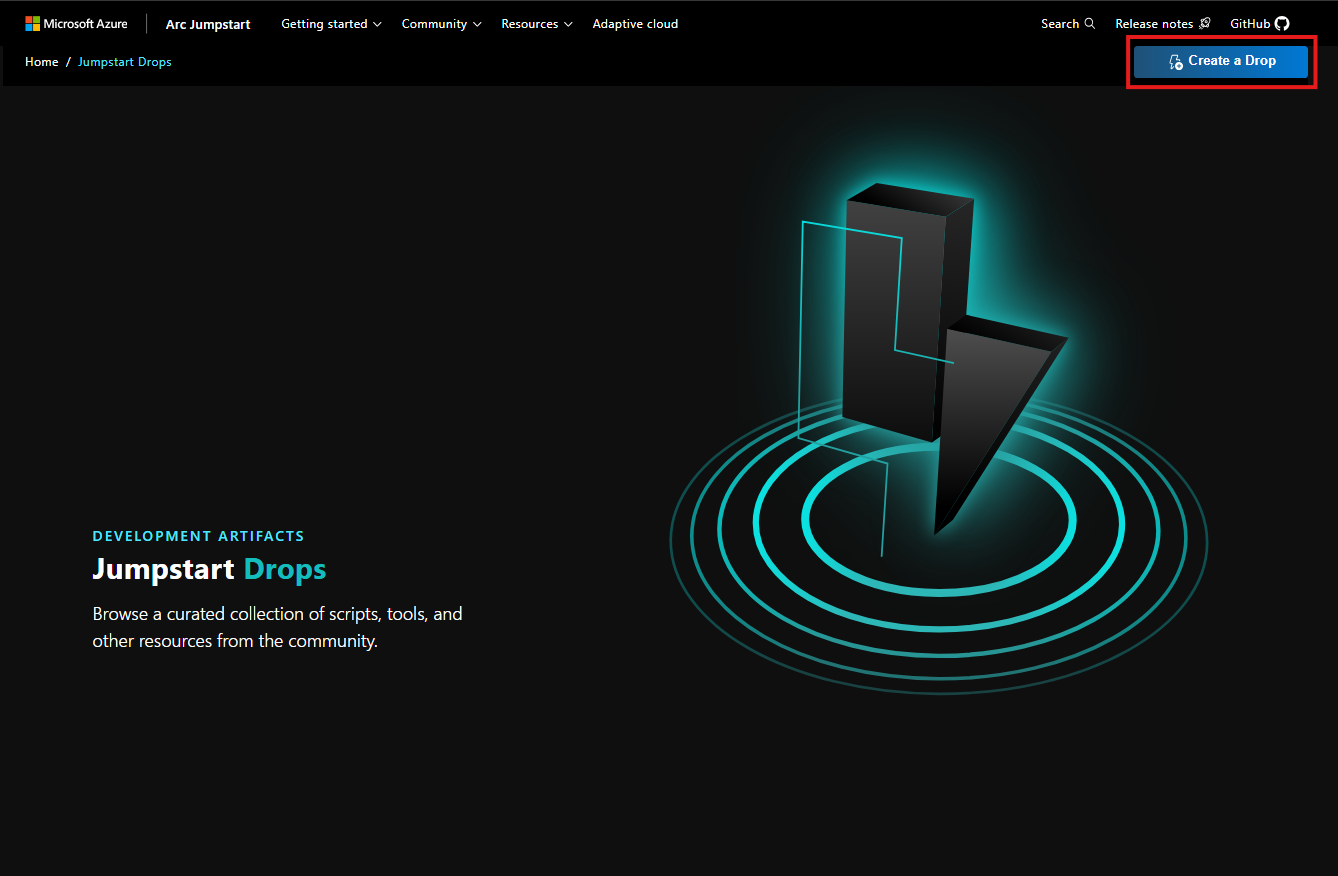 Microsoft Azure Arc Jumpstart Getting started Community Resources Adaptive cloud Search Release notes GitHub
Home / Jumpstart Drops Create a Drop
DEVELOPMENT ARTIFACTS
Jumpstart Drops
Browse a curated collection of scripts, tools, and
other resources from the community.